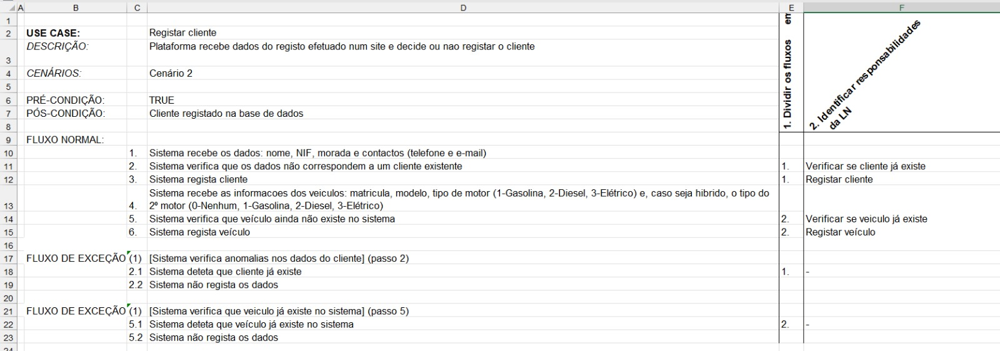 A B C D E F
1
2 USE CASE: Registar cliente
3 DESCRIÇÃO: Plataforma recebe dados do registo efetuado num site e decide ou nao registar o cliente
4 CENÁRIOS: Cenário 2
5
6 PRÉ-CONDIÇÃO: TRUE
7 PÓS-CONDIÇÃO: Cliente registado na base de dados
8
1. Dividir os fluxos em
2. Identificar responsabilidades
da LN
9 FLUXO NORMAL:
10 1. Sistema recebe os dados: nome, NIF, morada e contactos (telefone e e-mail)
11 2. Sistema verifica que os dados não correspondem a um cliente existente 1. Verificar se cliente já existe
12 3. Sistema regista cliente 1. Registar cliente
Sistema recebe as informacoes dos veiculos: matricula, modelo, tipo de motor (1-Gasolina, 2-Diesel, 3-Elétrico) e, caso seja hibrido, o tipo do
13 4. 2º motor (0-Nenhum, 1-Gasolina, 2-Diesel, 3-Elétrico)
14 5. Sistema verifica que veículo ainda não existe no sistema 2. Verificar se veiculo já existe
15 6. Sistema regista veículo 2. Registar veículo
16
17 FLUXO DE EXCEÇÃO (1) [Sistema verifica anomalias nos dados do cliente] (passo 2)
18 2.1 Sistema deteta que cliente já existe 1. -
19 2.2 Sistema não regista os dados
20
21 FLUXO DE EXCEÇÃO (1) [Sistema verifica que veiculo já existe no sistema] (passo 5)
22 5.1 Sistema deteta que veículo já existe no sistema 2. -
23 5.2 Sistema não regista os dados
24